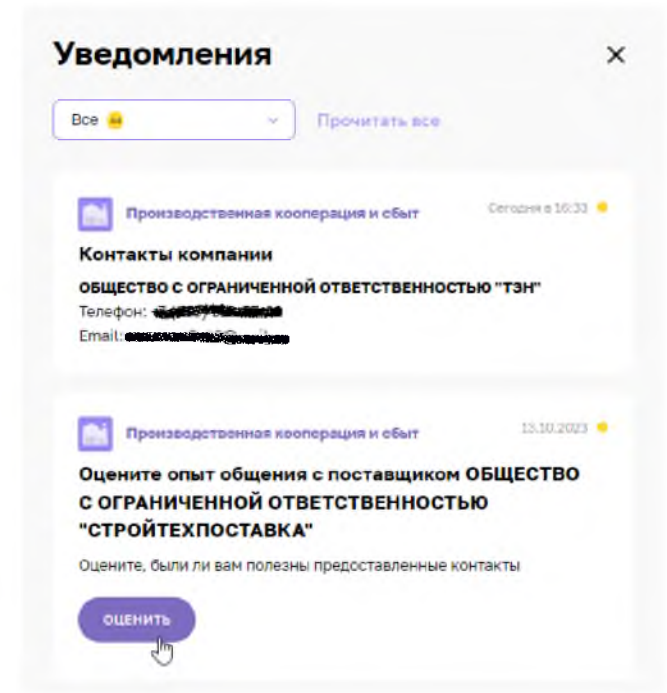 Уведомления
Все 44 Прочитать все
Производственная кооперация и сбыт Сегодня в 16:33
Контакты компании
ОБЩЕСТВО С ОГРАНИЧЕННОЙ ОТВЕТСТВЕННОСТЬЮ "ТЭН"
Телефон:
Email:
Производственная кооперация и сбыт 13.10.2023
Оцените опыт общения с поставщиком ОБЩЕСТВО
С ОГРАНИЧЕННОЙ ОТВЕТСТВЕННОСТЬЮ
"СТРОЙТЕХПОСТАВКА"
Оцените, были ли вам полезны предоставленные контакты
ОЦЕНИТЬ